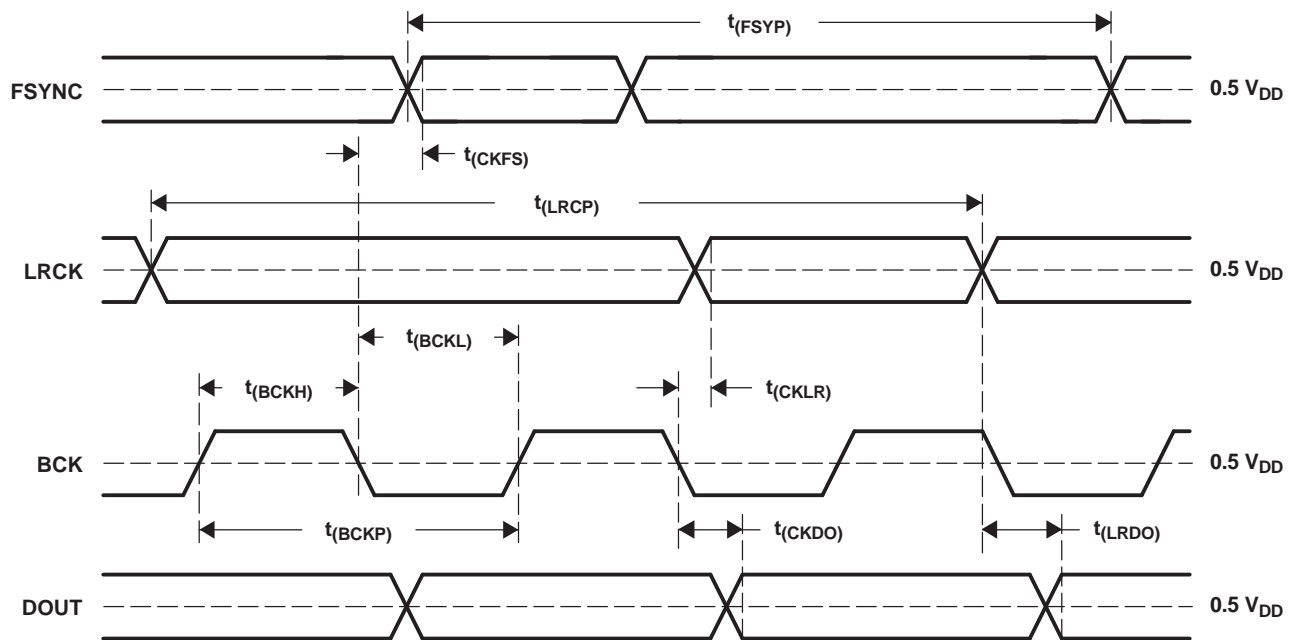 t(FSYP)
FSYNC
0.5 VDD
t(CKFS)
t(LRCP)
LRCK
0.5 VDD
t(BCKL)
t(BCKH)
t(CKLR)
BCK
0.5 VDD
t(BCKP)
t(CKDO)
t(LRDO)
DOUT
0.5 VDD